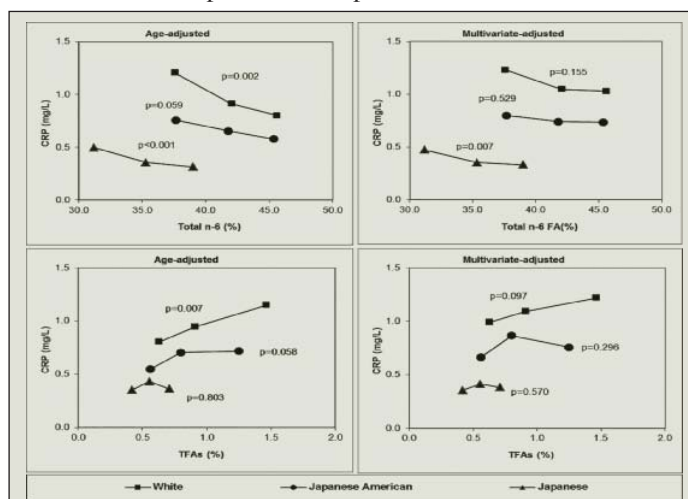 Age-adjusted
1.5
1.0
0.5
0.0
CRP (mg/L)
p=0.002
p=0.059
p<0.001
30.0 35.0 40.0 45.0 50.0
Total n-6 (%)
Multivariate-adjusted
1.5
1.0
0.5
0.0
CRP (mg/L)
p=0.155
p=0.529
p=0.007
30.0 35.0 40.0 45.0 50.0
Total n-6 FA(%)
Age-adjusted
1.5
1.0
0.5
0.0
CRP (mg/L)
p=0.007
p=0.058
p=0.803
0.0 0.5 1.0 1.5 2.0
TFAs (%)
Multivariate-adjusted
1.5
1.0
0.5
0.0
CRP (mg/L)
p=0.097
p=0.296
p=0.570
0.0 0.5 1.0 1.5 2.0
TFAs (%)
White Japanese American Japanese